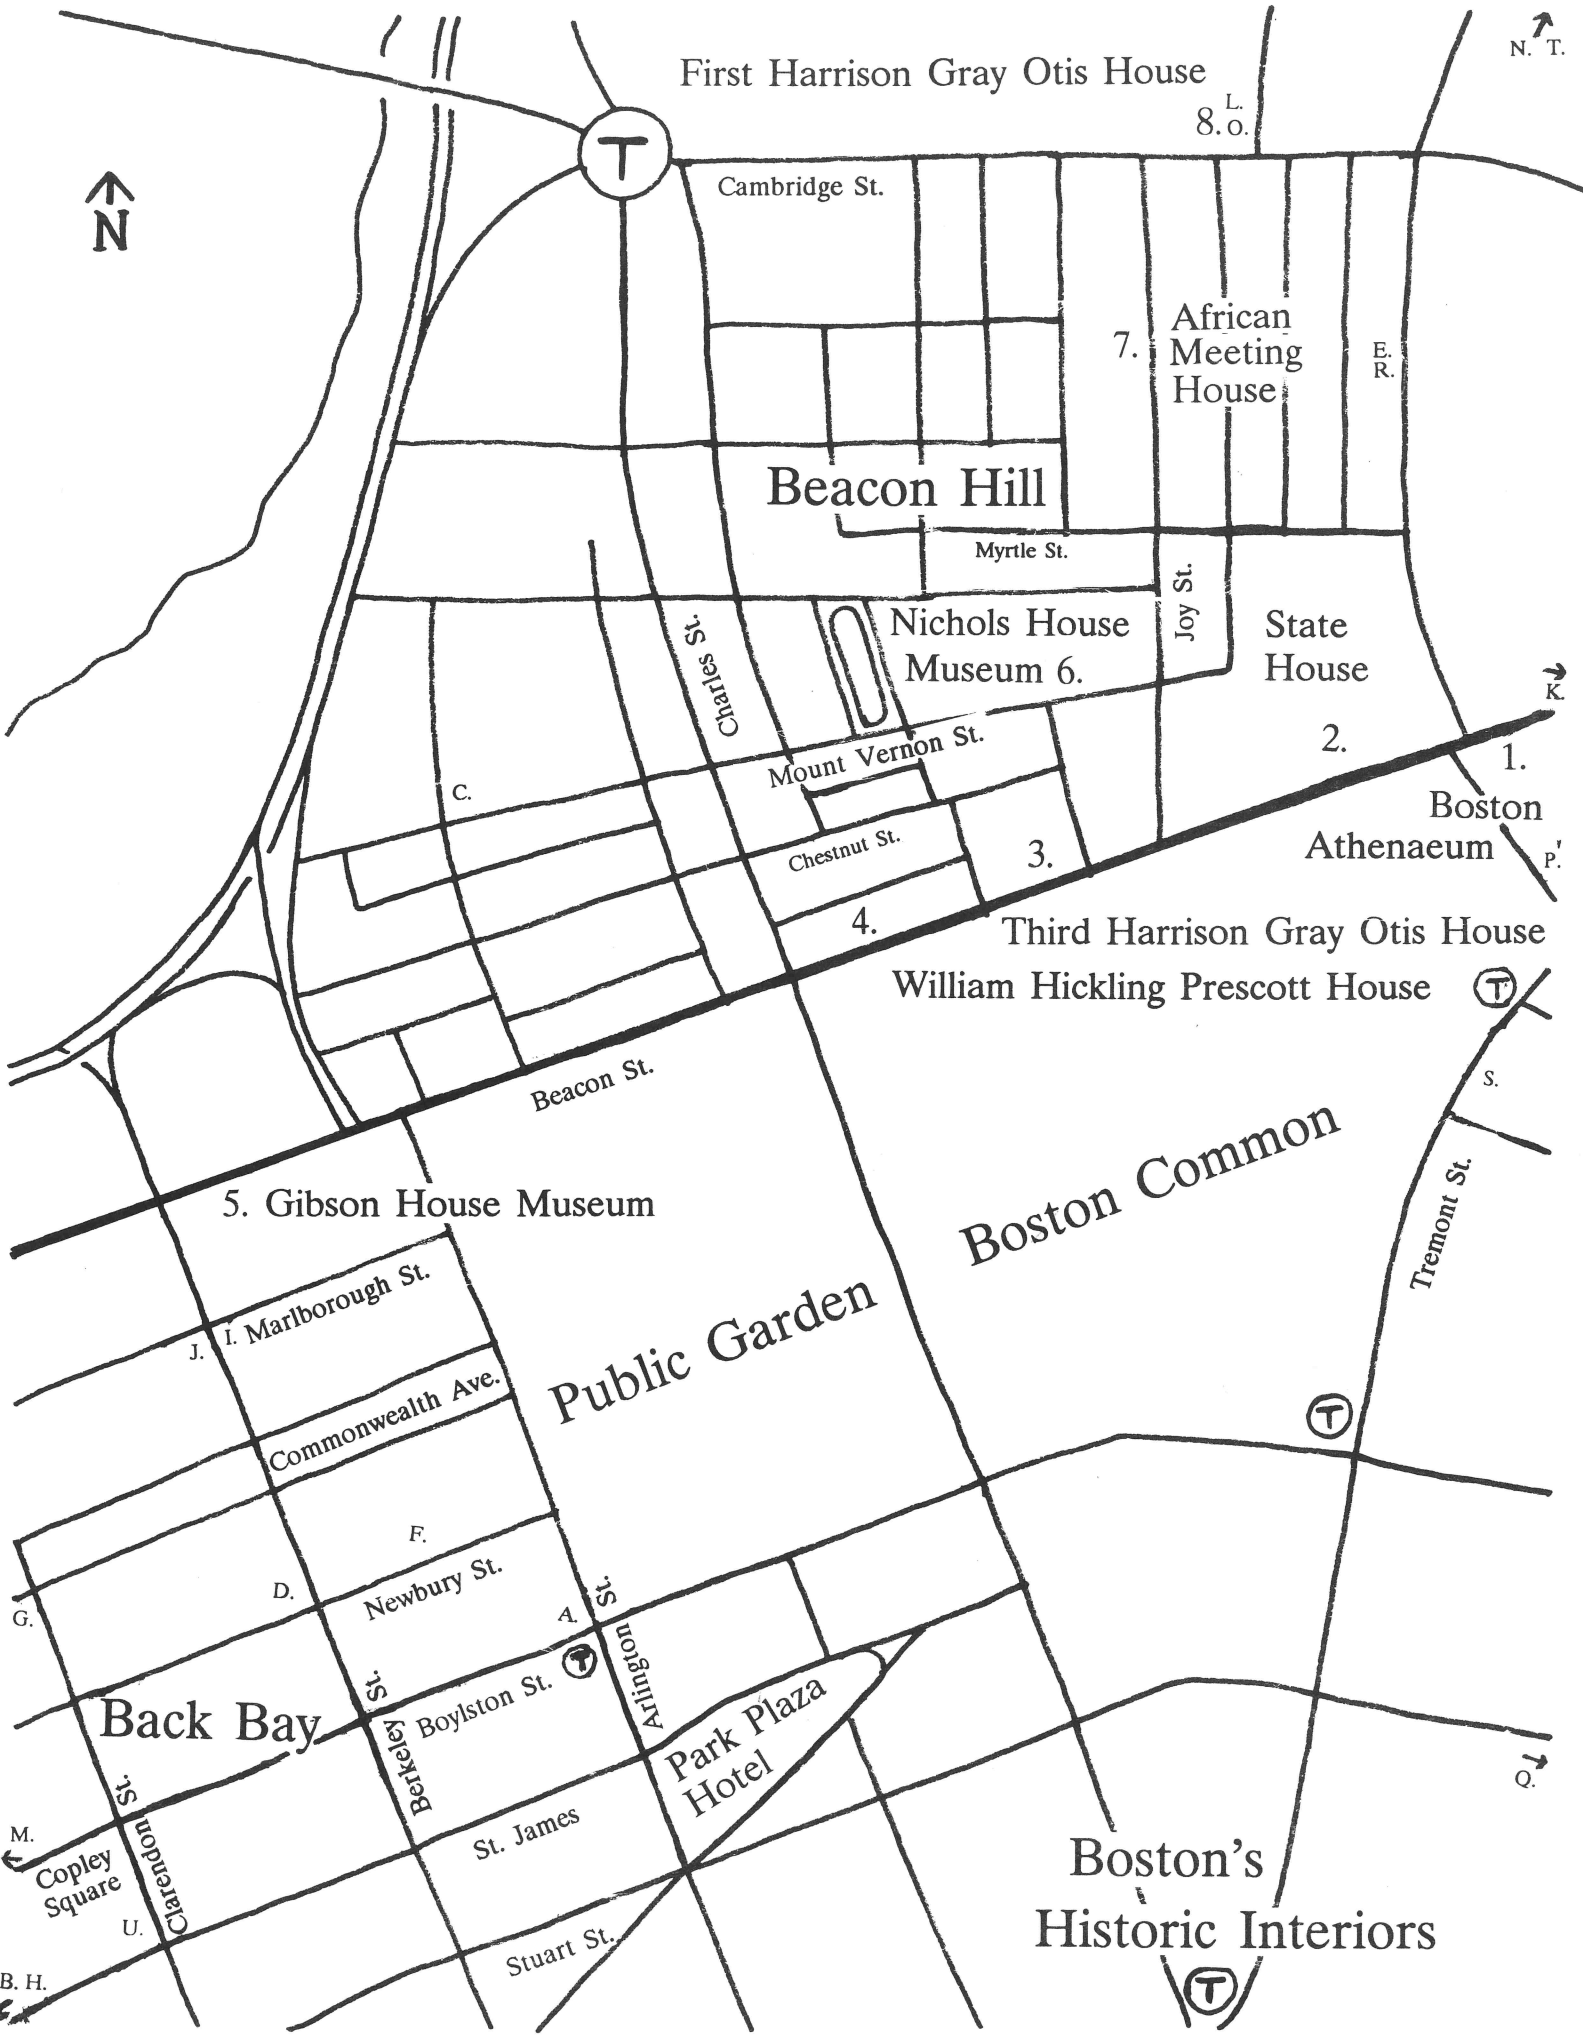 N. T.
First Harrison Gray Otis House
L.
8. O.
T
Cambridge St.
N
African
7. Meeting
House
E.
R.
Beacon Hill
Myrtle St.
Joy St.
Nichols House
Museum 6.
State
House
Charles St.
K.
2.
1.
Mount Vernon St.
C.
Boston
Athenaeum
P.
Chestnut St.
3.
4.
Third Harrison Gray Otis House
William Hickling Prescott House
T
S.
Beacon St.
Boston Common
Tremont St.
5. Gibson House Museum
Marlborough St.
I.
J.
Public Garden
Commonwealth Ave.
T
F.
D.
Newbury St.
G.
A.
T
Arlington St.
Boylston St.
Back Bay
Berkeley St.
Park Plaza
Hotel
Q.
St. James
Clarendon St.
M.
Copley
Square
U.
Stuart St.
B. H.
Boston's
Historic Interiors
T